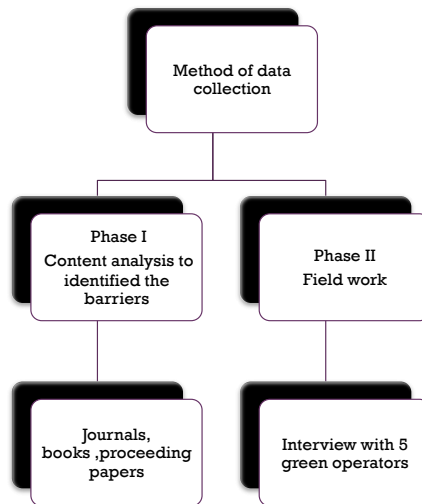 Method of data
collection
Phase I
Content analysis to
identified the
barriers
Phase II
Field work
Journals,
books ,proceeding
papers
Interview with 5
green operators